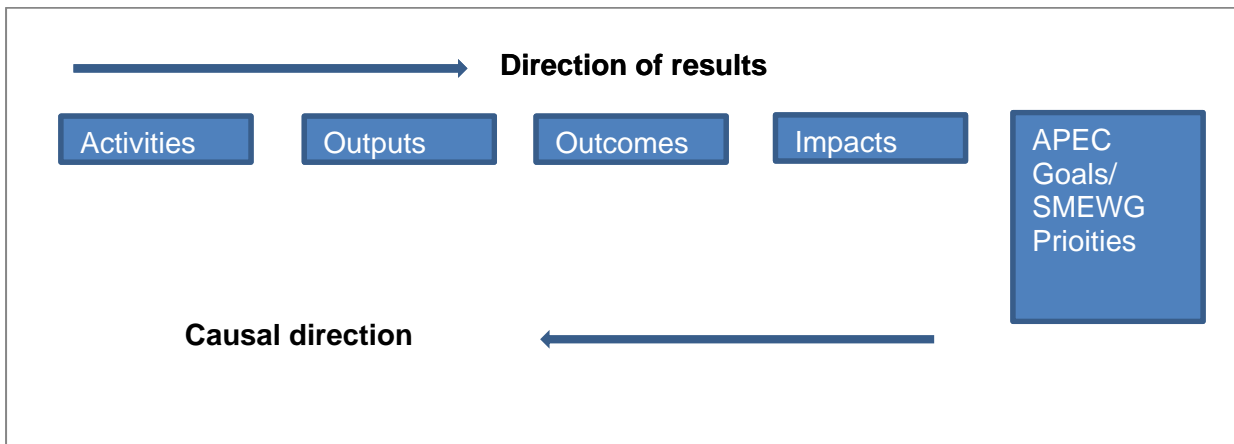 Direction of results
Activities
Outputs
Outcomes
Impacts
APEC
Goals/
SMEWG
Prioities
Causal direction